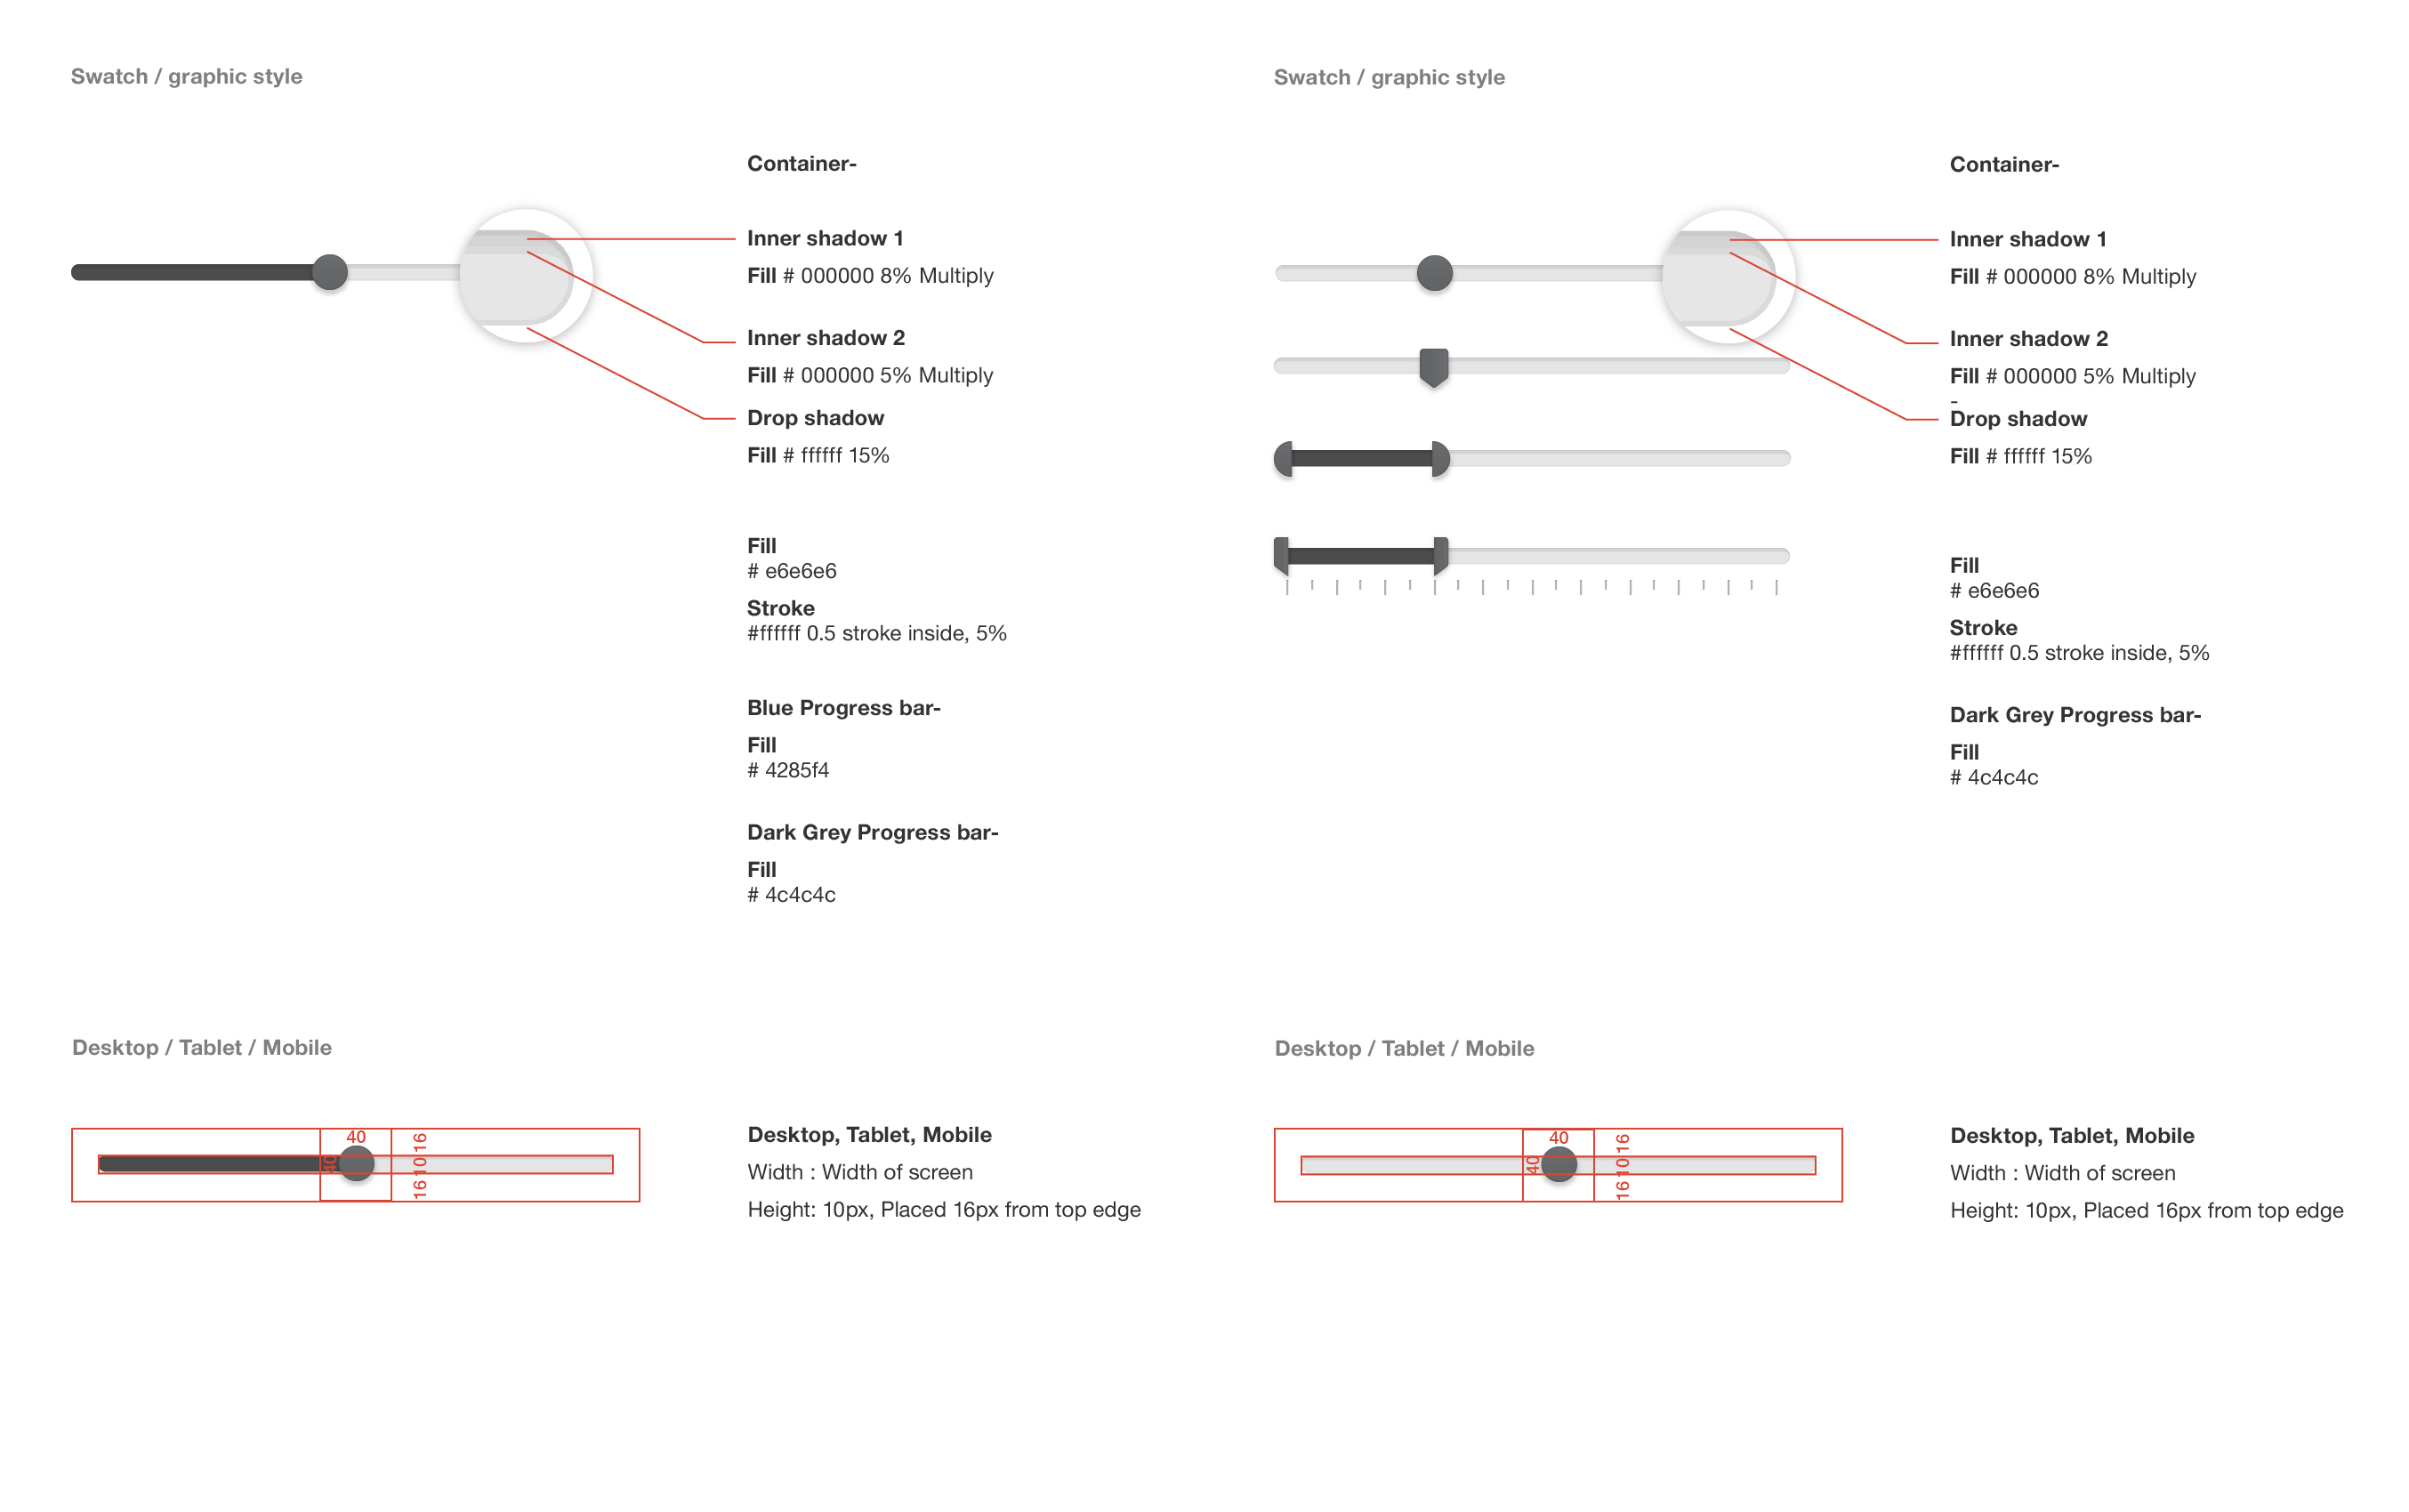 Swatch / graphic style
Container-
Inner shadow 1
Fill # 000000 8% Multiply
Inner shadow 2
Fill # 000000 5% Multiply
Drop shadow
Fill # ffffff 15%
Fill
# e6e6e6
Stroke
#ffffff 0.5 stroke inside, 5%
Blue Progress bar-
Fill
# 4285f4
Dark Grey Progress bar-
Fill
# 4c4c4c
Desktop / Tablet / Mobile
40
40
16
10
16
Desktop, Tablet, Mobile
Width : Width of screen
Height: 10px, Placed 16px from top edge
Swatch / graphic style
Container-
Inner shadow 1
Fill # 000000 8% Multiply
Inner shadow 2
Fill # 000000 5% Multiply
-
Drop shadow
Fill # ffffff 15%
Fill
# e6e6e6
Stroke
#ffffff 0.5 stroke inside, 5%
Dark Grey Progress bar-
Fill
# 4c4c4c
Desktop / Tablet / Mobile
40
40
16
10
16
Desktop, Tablet, Mobile
Width : Width of screen
Height: 10px, Placed 16px from top edge